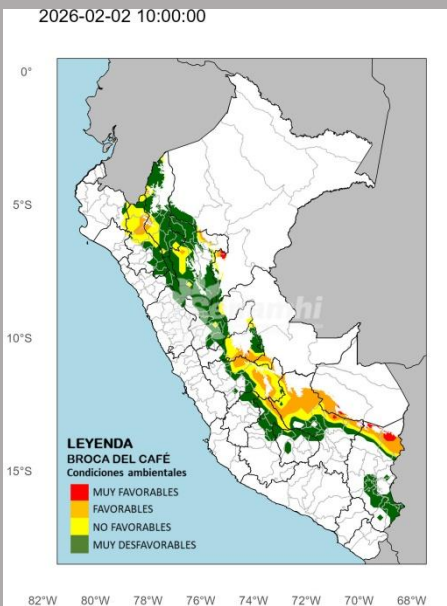 2026-02-02 10:00:00
0°
5°S
10°S
15°S
Senamhi
LEYENDA
BROCA DEL CAFÉ
Condiciones ambientales
MUY FAVORABLES
FAVORABLES
NO FAVORABLES
MUY DESFAVORABLES
82°W 80°W 78°W 76°W 74°W 72°W 70°W 68°W